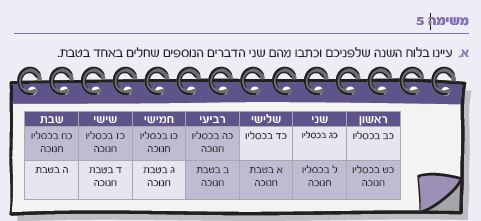 משימה 5
א. עיינו בלוח השנה שלפניכם וכתבו מהם שני הדברים הנוספים שחלים באחד בטבת.
ראשון שני שלישי רביעי חמישי שישי שבת
כב בכסליו כג בכסליו כד בכסליו כה בכסליו כו בכסליו כז בכסליו כח בכסליו
חנוכה חנוכה חנוכה חנוכה
כט בכסליו ל בכסליו א בטבת ב בטבת ג בטבת ד בטבת ה בטבת
חנוכה חנוכה חנוכה חנוכה חנוכה חנוכה